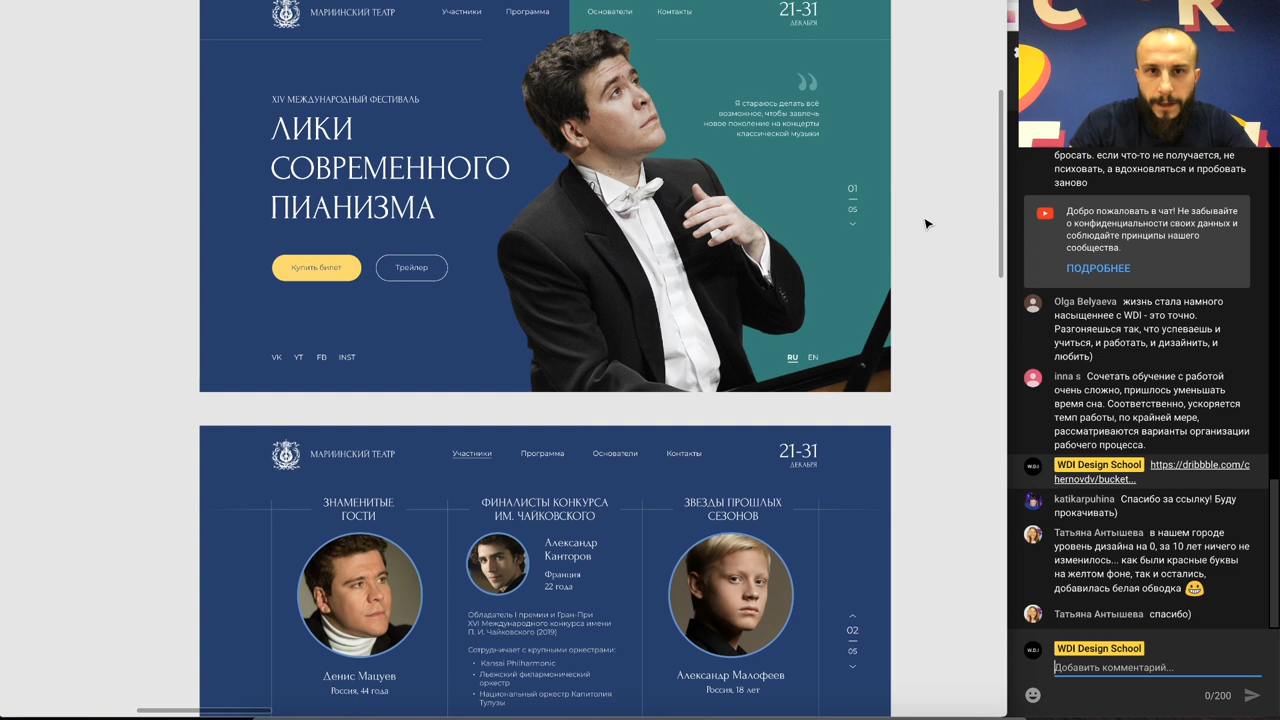 МАРИИНСКИЙ ТЕАТР
Участники
Программа
Основатели
Контакты
21-31
ДЕКАБРЯ
XIV МЕЖДУНАРОДНЫЙ ФЕСТИВАЛЬ
ЛИКИ
СОВРЕМЕННОГО
ПИАНИЗМА
Я стараюсь делать всё
возможное, чтобы завлечь
новое поколение на концерты
классической музыки
01
05
Купить билет
Трейлер
VK YT FB INST
RU EN
МАРИИНСКИЙ ТЕАТР
Участники
Программа
Основатели
Контакты
21-31
ДЕКАБРЯ
ЗНАМЕНИТЫЕ
ГОСТИ
Денис Мацуев
Россия, 44 года
ФИНАЛИСТЫ КОНКУРСА
ИМ. ЧАЙКОВСКОГО
Александр
Канторов
Франция
22 года
Обладатель I премии и Гран-При
XVI Международного конкурса имени
П. И. Чайковского (2019)
Сотрудничает с крупными оркестрами:
• Kansai Philharmonic
• Льежский филармонический
оркестр
• Национальный оркестр Капитолия
Тулузы
ЗВЕЗДЫ ПРОШЛЫХ
СЕЗОНОВ
Александр Малофеев
Россия, 18 лет
02
05
бросать. если что-то не получается, не
психовать, а вдохновляться и пробовать
заново
Добро пожаловать в чат! Не забывайте
о конфиденциальности своих данных и
соблюдайте принципы нашего
сообщества.
ПОДРОБНЕЕ
Olga Belyaeva жизнь стала намного
насыщеннее с WDI - это точно.
Разгоняешься так, что успеваешь и
учиться, и работать, и дизайнить, и
любить)
inna s Сочетать обучение с работой
очень сложно, пришлось уменьшать
время сна. Соответственно, ускоряется
темп работы, по крайней мере,
рассматриваются варианты организации
рабочего процесса.
WDI Design School https://dribbble.com/c
hernovdv/bucket...
katikarpuhina Спасибо за ссылку! Буду
прокачивать)
Татьяна Антышева в нашем городе
уровень дизайна на 0, за 10 лет ничего не
изменилось... как были красные буквы
на желтом фоне, так и остались,
добавилась белая обводка
Татьяна Антышева спасибо)
WDI Design School
Добавить комментарий...
0/200